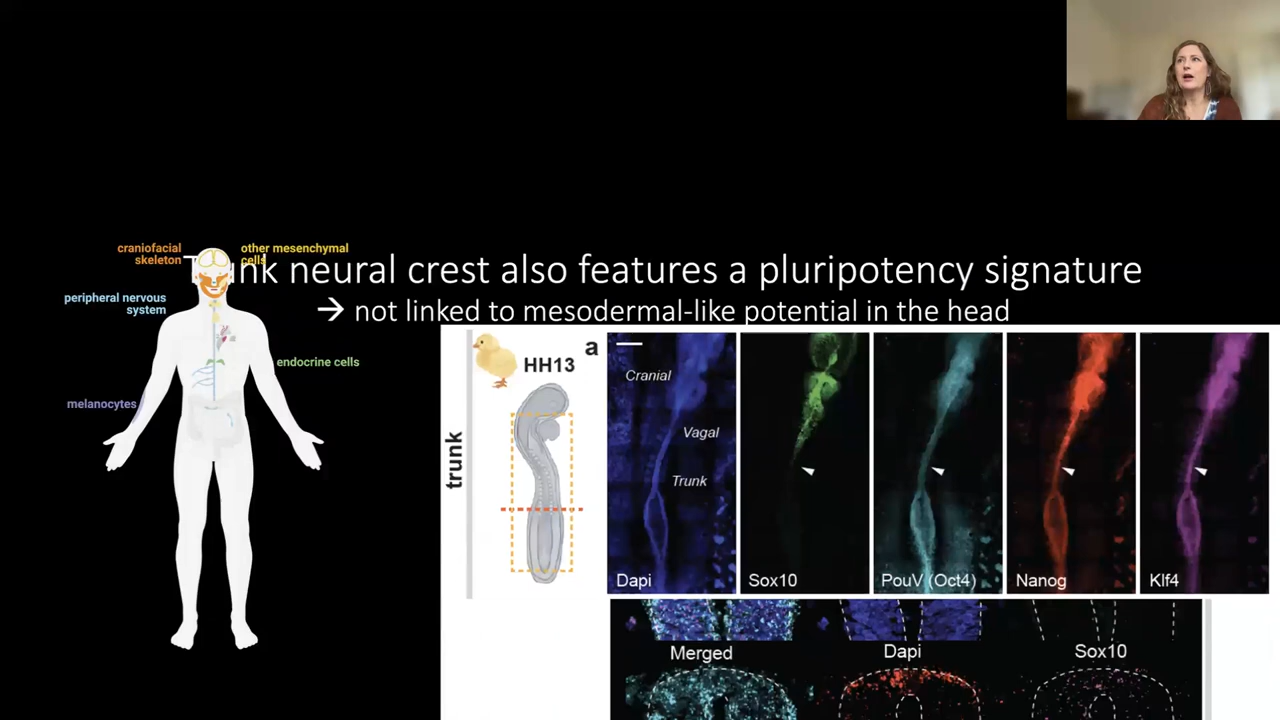 craniofacial
skeleton
other mesenchymal
cells
nk neural crest also features a pluripotency signature
→ not linked to mesodermal-like potential in the head
peripheral nervous
system
endocrine cells
melanocytes
trunk
HH13
a
Cranial
Vagal
Trunk
Dapi
Sox10
PouV (Oct4)
Nanog
Klf4
Merged
Dapi
Sox10